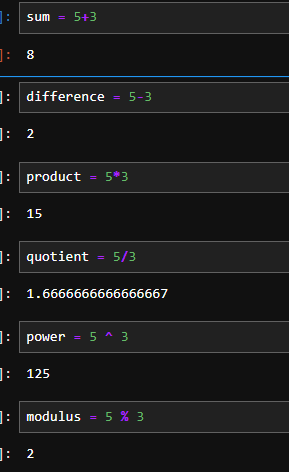 ]: sum = 5+3
]: 8
]: difference = 5-3
]: 2
]: product = 5*3
]: 15
]: quotient = 5/3
]: 1.6666666666666667
]: power = 5 ^ 3
]: 125
]: modulus = 5 % 3
]: 2